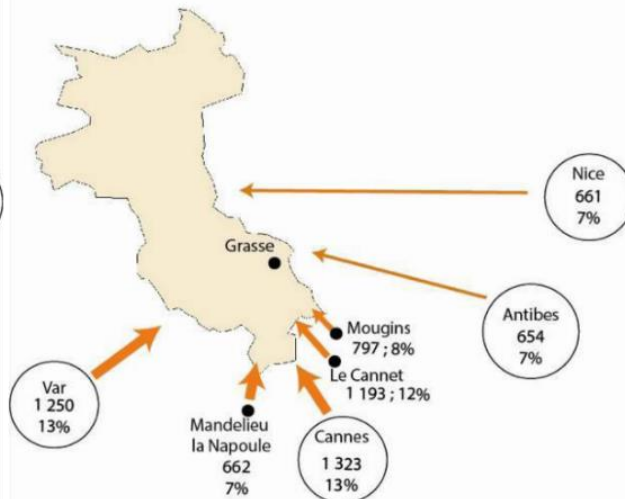 Nice
661
7%
Grasse
Antibes
654
7%
Mougins
797 ; 8%
Le Cannet
1 193 ; 12%
Var
1 250
13%
Mandelieu
la Napoule
662
7%
Cannes
1 323
13%